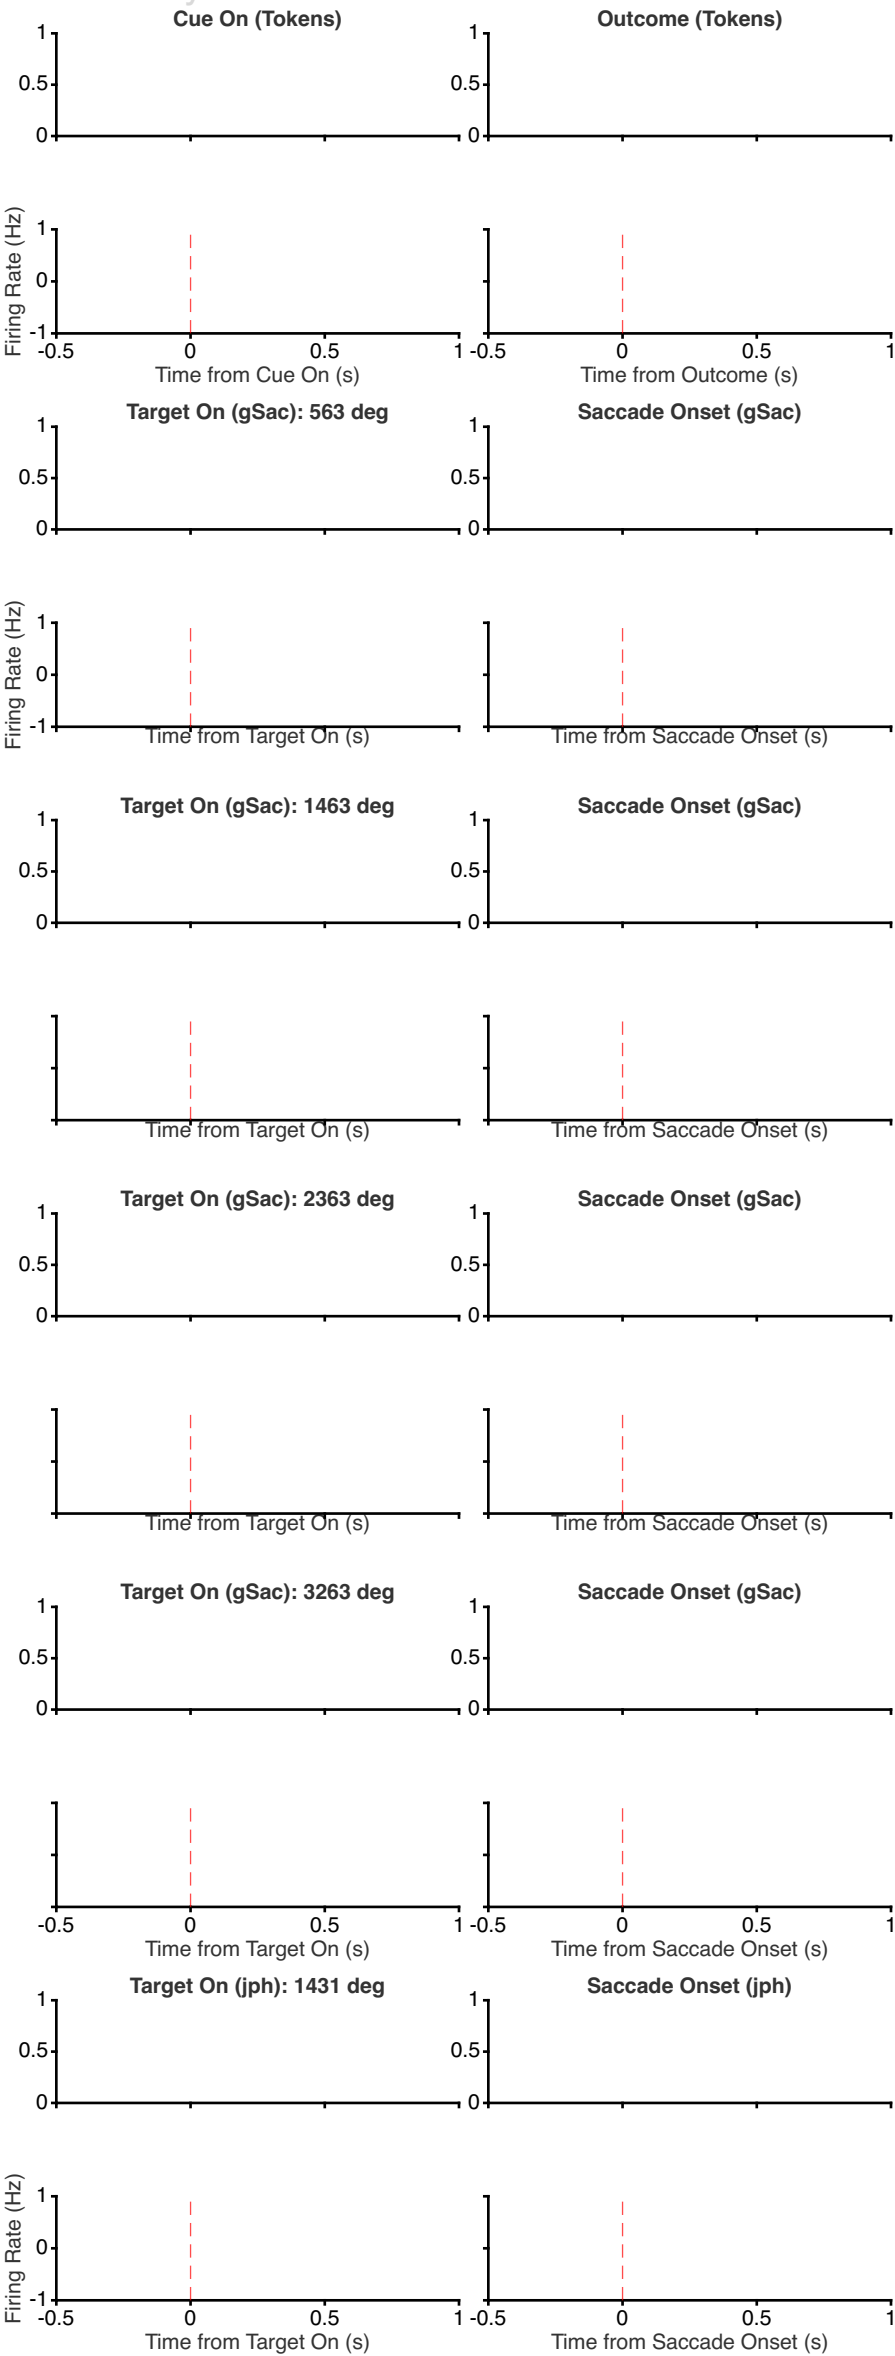 Cue On (Tokens)
Outcome (Tokens)
1
0.5
0
1
0.5
0
Firing Rate (Hz)
1
0
-1
-0.5 0 0.5 1
-0.5 0 0.5 1
Time from Cue On (s)
Time from Outcome (s)
Target On (gSac): 563 deg
Saccade Onset (gSac)
1
0.5
0
1
0.5
0
Firing Rate (Hz)
1
0
-1
Time from Target On (s)
Time from Saccade Onset (s)
Target On (gSac): 1463 deg
Saccade Onset (gSac)
1
0.5
0
1
0.5
0
Time from Target On (s)
Time from Saccade Onset (s)
Target On (gSac): 2363 deg
Saccade Onset (gSac)
1
0.5
0
1
0.5
0
Time from Target On (s)
Time from Saccade Onset (s)
Target On (gSac): 3263 deg
Saccade Onset (gSac)
1
0.5
0
1
0.5
0
-0.5 0 0.5 1
-0.5 0 0.5 1
Time from Target On (s)
Time from Saccade Onset (s)
Target On (jph): 1431 deg
Saccade Onset (jph)
1
0.5
0
1
0.5
0
Firing Rate (Hz)
1
0
-1
-0.5 0 0.5 1
-0.5 0 0.5 1
Time from Target On (s)
Time from Saccade Onset (s)